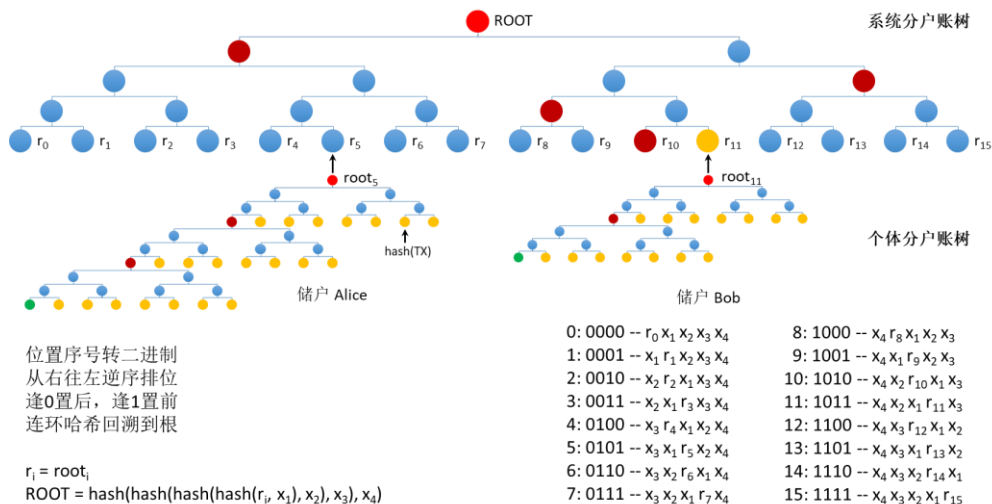 ROOT
系统分户账树
r₀ r₁ r₂ r₃ r₄ r₅ r₆ r₇ r₈ r₉ r₁₀ r₁₁ r₁₂ r₁₃ r₁₄ r₁₅
root₅
root₁₁
hash(TX)
个体分户账树
储户 Alice
储户 Bob
位置序号转二进制
从右往左逆序排位
逢0置后，逢1置前
连环哈希回溯到根
rᵢ = rootᵢ
ROOT = hash(hash(hash(hash(rᵢ, x₁), x₂), x₃), x₄)
0: 0000 -- r₀ x₁ x₂ x₃ x₄
1: 0001 -- x₁ r₁ x₂ x₃ x₄
2: 0010 -- x₂ r₂ x₁ x₃ x₄
3: 0011 -- x₂ x₁ r₃ x₃ x₄
4: 0100 -- x₃ r₄ x₁ x₂ x₄
5: 0101 -- x₃ x₁ r₅ x₂ x₄
6: 0110 -- x₃ x₂ r₆ x₁ x₄
7: 0111 -- x₃ x₂ x₁ r₇ x₄
8: 1000 -- x₄ r₈ x₁ x₂ x₃
9: 1001 -- x₄ x₁ r₉ x₂ x₃
10: 1010 -- x₄ x₂ r₁₀ x₁ x₃
11: 1011 -- x₄ x₂ x₁ r₁₁ x₃
12: 1100 -- x₄ x₃ r₁₂ x₁ x₂
13: 1101 -- x₄ x₃ x₁ r₁₃ x₂
14: 1110 -- x₄ x₃ x₂ r₁₄ x₁
15: 1111 -- x₄ x₃ x₂ x₁ r₁₅